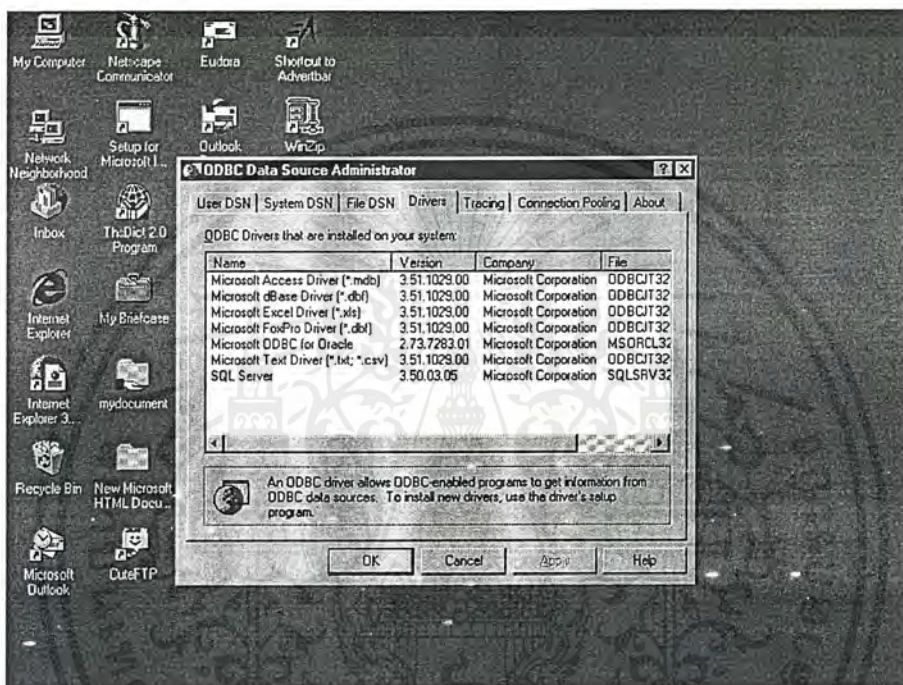 My Computer
Netscape Communicator
Eudora
Shortcut to Advertbar
Network Neighborhood
Setup for Microsoft I...
Outlook
WinZip
Inbox
Th:Dict 2.0 Program
Internet Explorer
My Briefcase
Internet Explorer 3....
mydocument
Recycle Bin
New Microsoft HTML Docu...
Microsoft Outlook
CuteFTP
ODBC Data Source Administrator
User DSN System DSN File DSN Drivers Tracing Connection Pooling About
ODBC Drivers that are installed on your system:
Name Version Company File
Microsoft Access Driver (*.mdb) 3.51.1029.00 Microsoft Corporation ODBCJT32
Microsoft dBase Driver (*.dbf) 3.51.1029.00 Microsoft Corporation ODBCJT32
Microsoft Excel Driver (*.xls) 3.51.1029.00 Microsoft Corporation ODBCJT32
Microsoft FoxPro Driver (*.dbf) 3.51.1029.00 Microsoft Corporation ODBCJT32
Microsoft ODBC for Oracle 2.73.7283.01 Microsoft Corporation MSORCL32
Microsoft Text Driver (*.txt; *.csv) 3.51.1029.00 Microsoft Corporation ODBCJT32
SQL Server 3.50.03.05 Microsoft Corporation SQLSRV32
An ODBC driver allows ODBC-enabled programs to get information from
ODBC data sources. To install new drivers, use the driver's setup
program.
OK Cancel Apply Help